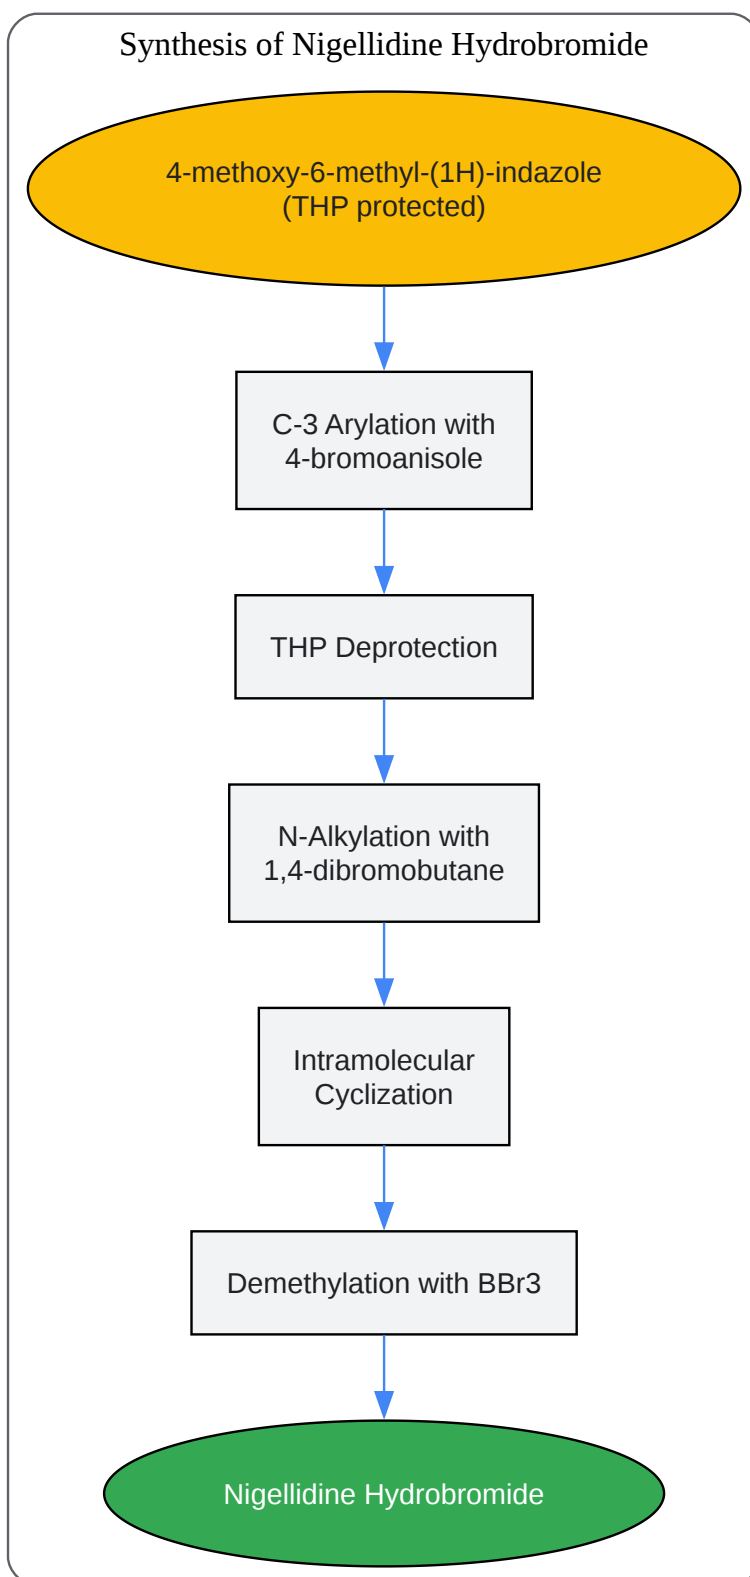 Synthesis of Nigellidine Hydrobromide
4-methoxy-6-methyl-(1H)-indazole
(THP protected)
C-3 Arylation with
4-bromoanisole
THP Deprotection
N-Alkylation with
1,4-dibromobutane
Intramolecular
Cyclization
Demethylation with BBr3
Nigellidine Hydrobromide